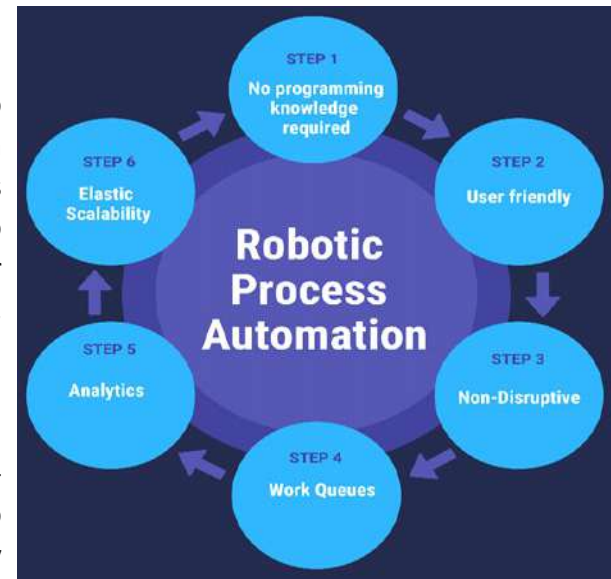 STEP 1
No programming
knowledge
required
STEP 2
User friendly
STEP 3
Non-Disruptive
STEP 4
Work Queues
STEP 5
Analytics
STEP 6
Elastic
Scalability
Robotic
Process
Automation